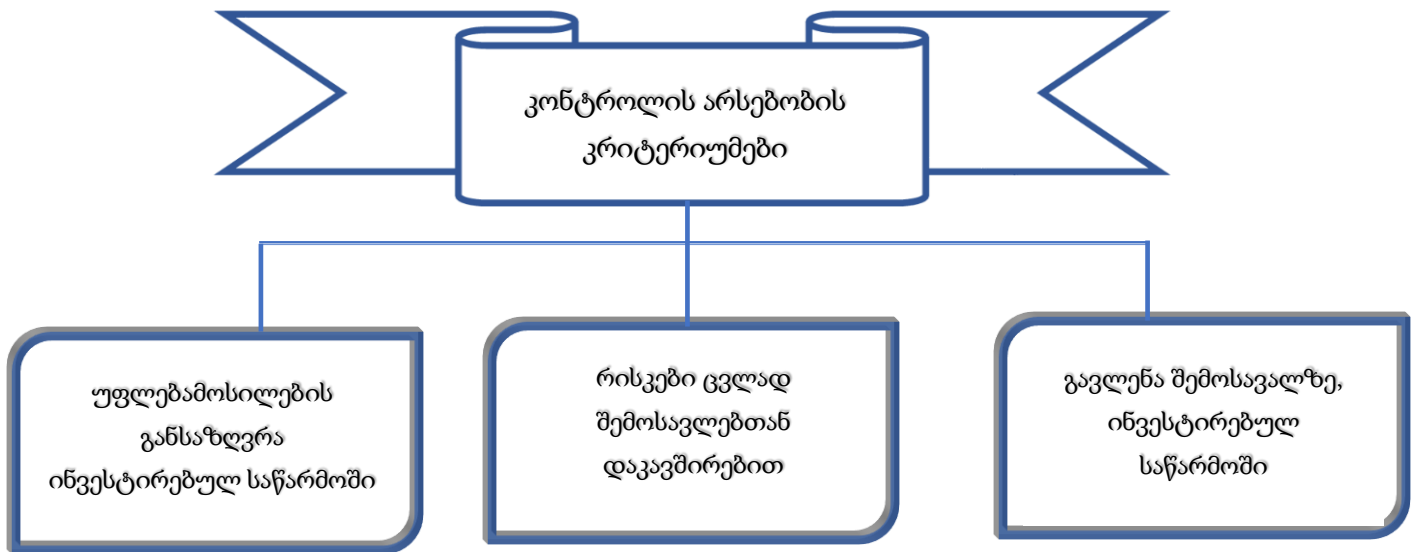 კონტროლის არსებობის
კრიტერიუმები
უფლებამოსილების
განსაზღვრა
ინვესტირებულ საწარმოში
რისკები ცვლად
შემოსავლებთან
დაკავშირებით
გავლენა შემოსავალზე,
ინვესტირებულ
საწარმოში